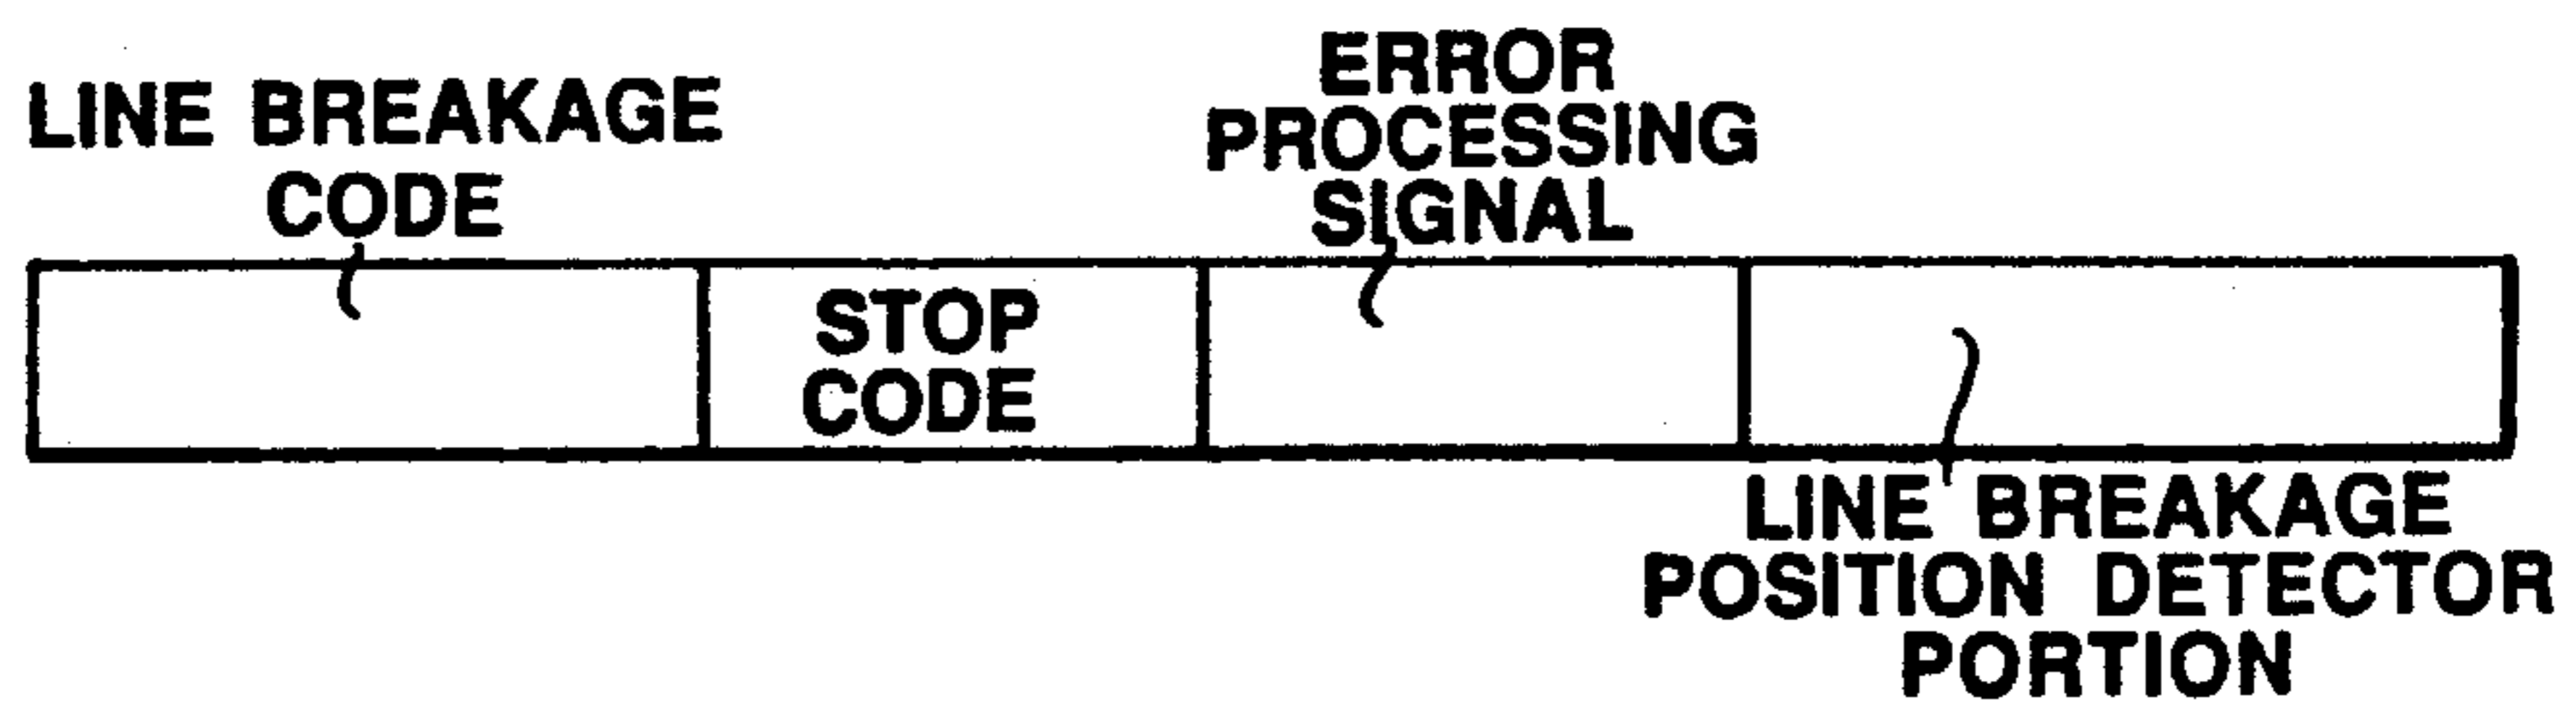 LINE BREAKAGE
CODE
STOP
CODE
ERROR
PROCESSING
SIGNAL
LINE BREAKAGE
POSITION DETECTOR
PORTION